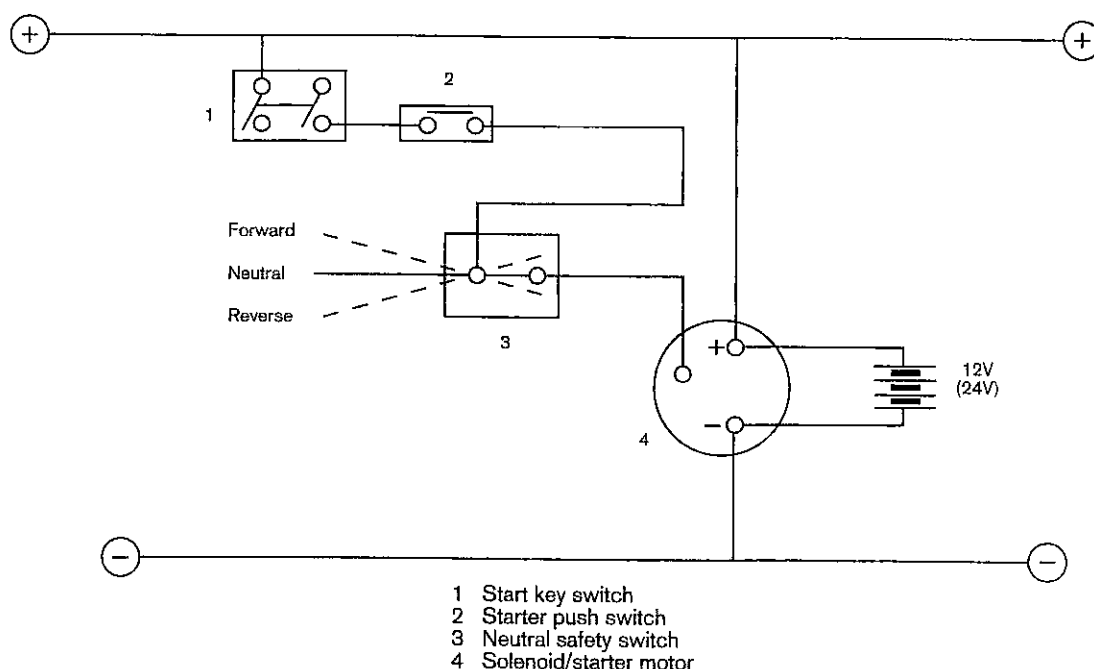 +
+
2
1
Forward
Neutral
Reverse
3
+
12V
(24V)
−
4
−
−
1 Start key switch
2 Starter push switch
3 Neutral safety switch
4 Solenoid/starter motor